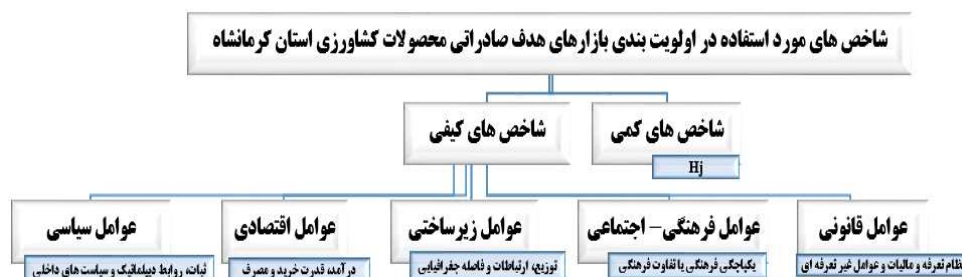 شاخص های مورد استفاده در اولویت بندی بازارهای هدف صادراتی محصولات کشاورزی استان کرمانشاه
شاخص های کمی
Hj
شاخص های کیفی
عوامل قانونی
نظام تعرفه و مالیات و عوامل غیر تعرفه ای
عوامل فرهنگی- اجتماعی
یکپارچگی فرهنگی یا تفاوت فرهنگی
عوامل زیرساختی
توزیع، ارتباطات و فاصله جغرافیایی
عوامل اقتصادی
درآمد، قدرت خرید و مصرف
عوامل سیاسی
ثبات، روابط دیپلماتیک و سیاست های داخلی